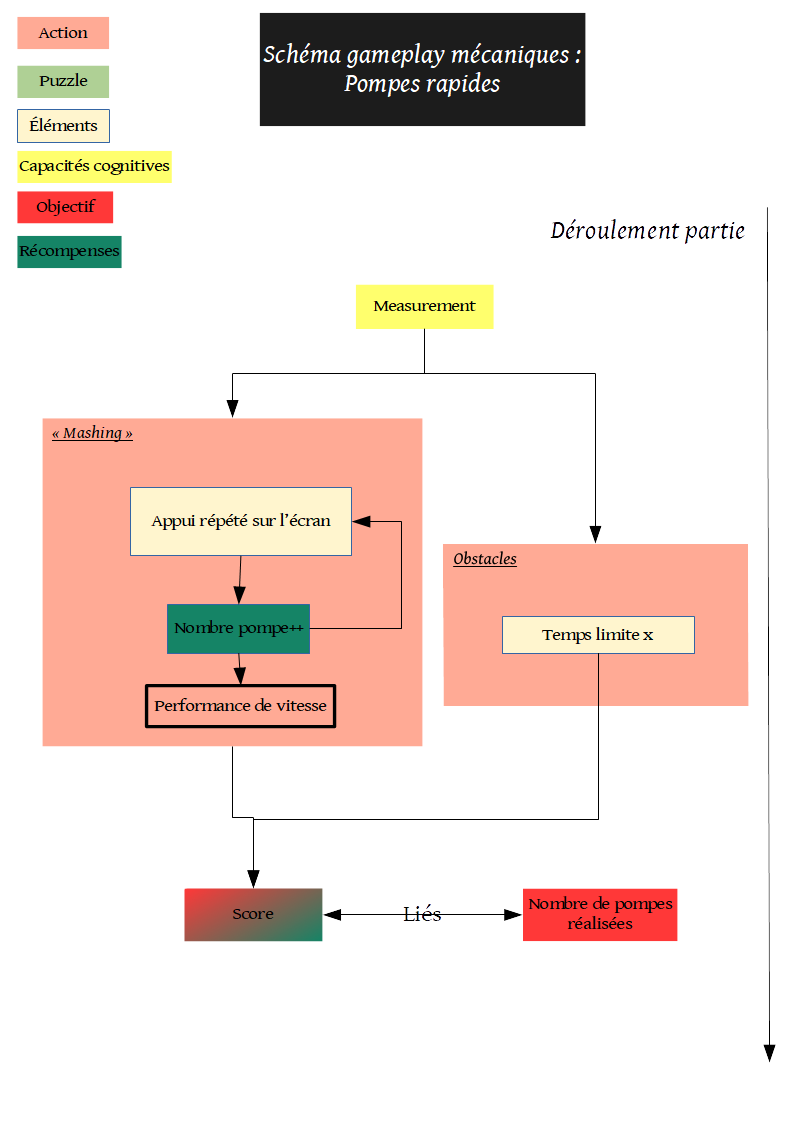 Action
Schéma gameplay mécaniques :
Pompes rapides
Puzzle
Éléments
Capacités cognitives
Objectif
Récompenses
Déroulement partie
Measurement
« Mashing »
Appui répété sur l'écran
Nombre pompe++
Performance de vitesse
Obstacles
Temps limite x
Score
Liés
Nombre de pompes
réalisées